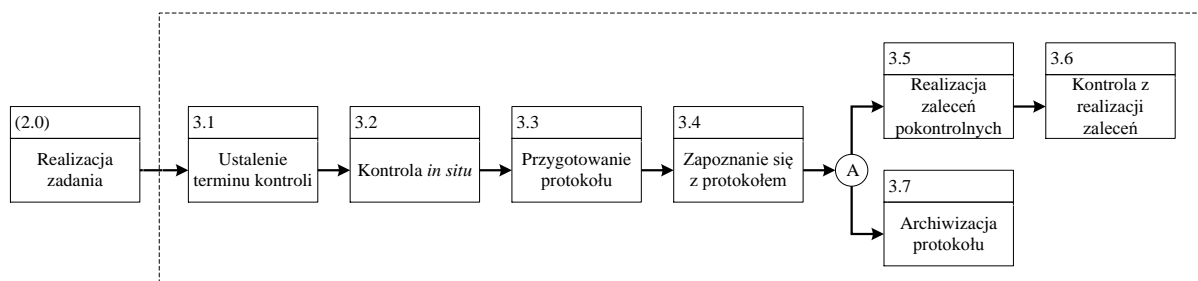 (2.0)
Realizacja
zadania
3.1
Ustalenie
terminu kontroli
3.2
Kontrola in situ
3.3
Przygotowanie
protokołu
3.4
Zapoznanie się
z protokołem
A
3.5
Realizacja
zaleceń
pokontrolnych
3.6
Kontrola z
realizacji
zaleceń
3.7
Archiwizacja
protokołu